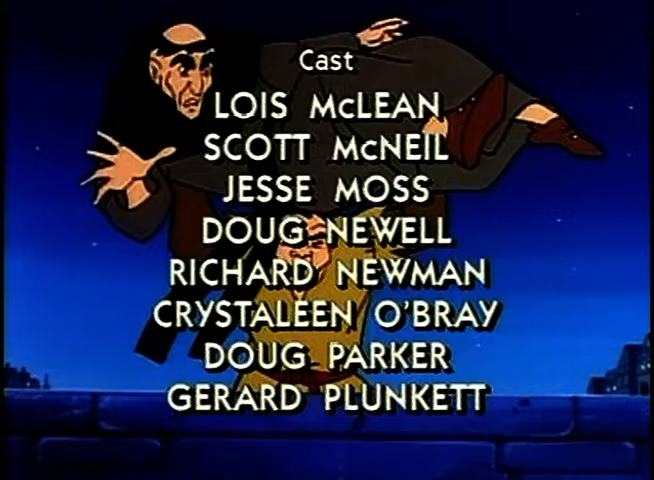 Cast
LOIS McLEAN
SCOTT McNEIL
JESSE MOSS
DOUG NEWELL
RICHARD NEWMAN
CRYSTALEEN O'BRAY
DOUG PARKER
GERARD PLUNKETT